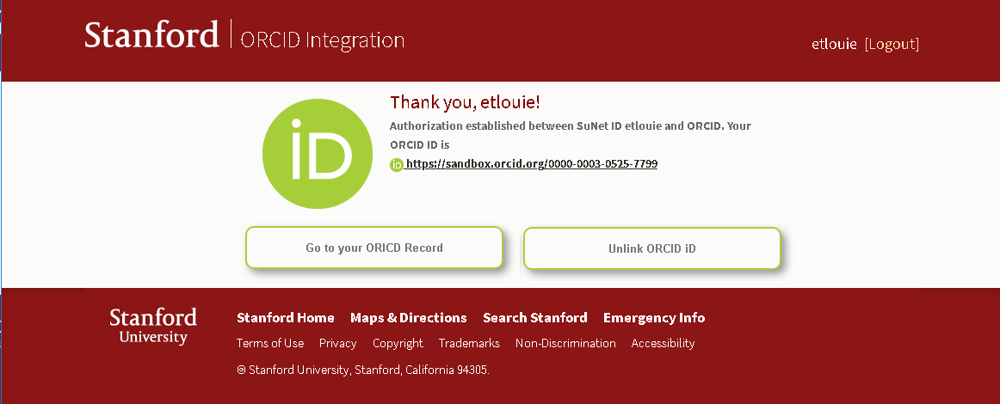 Stanford | ORCID Integration
etlouie [Logout]
iD
Thank you, etlouie!
Authorization established between SuNet ID etlouie and ORCID. Your
ORCID ID is
iD https://sandbox.orcid.org/0000-0003-0525-7799
Go to your ORICD Record
Unlink ORCID iD
Stanford
University
Stanford Home Maps & Directions Search Stanford Emergency Info
Terms of Use Privacy Copyright Trademarks Non-Discrimination Accessibility
© Stanford University, Stanford, California 94305.